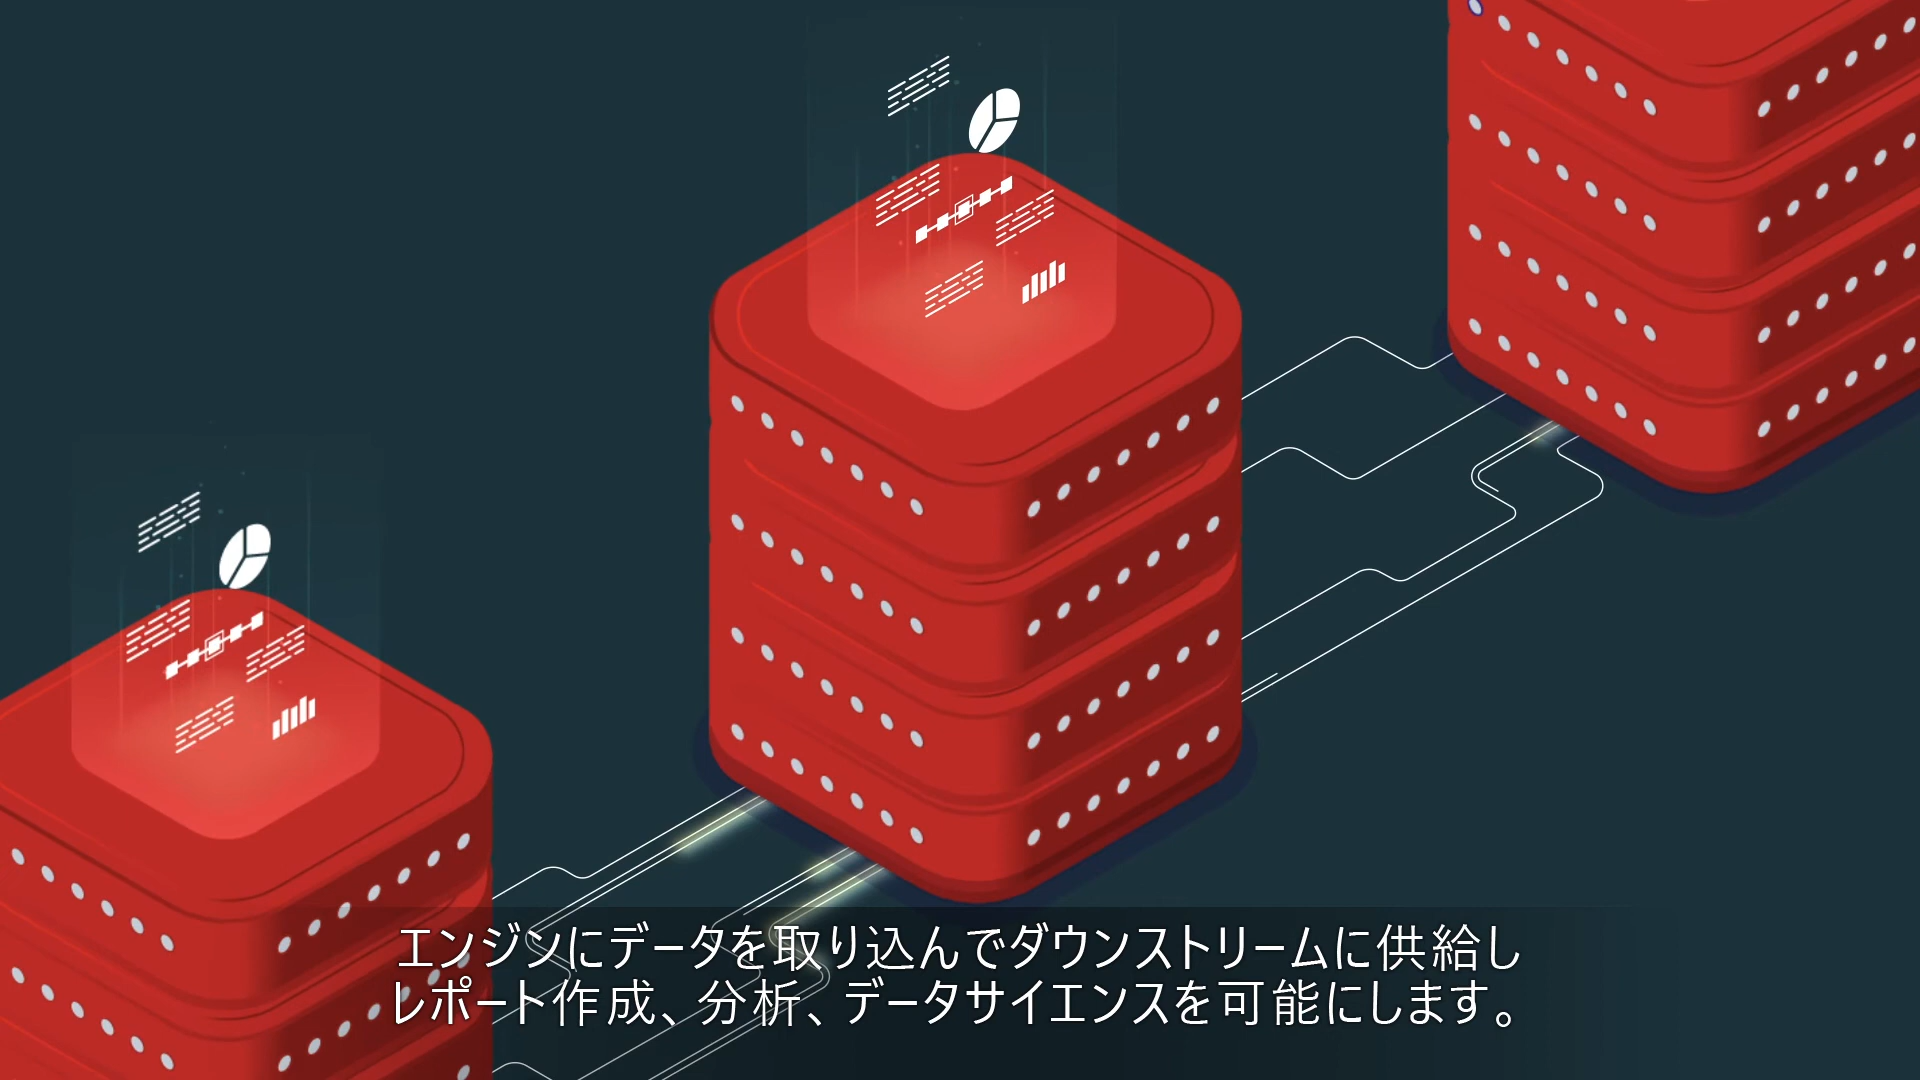 エンジンにデータを取り込んでダウンストリームに供給し
レポート作成、分析、データサイエンスを可能にします。